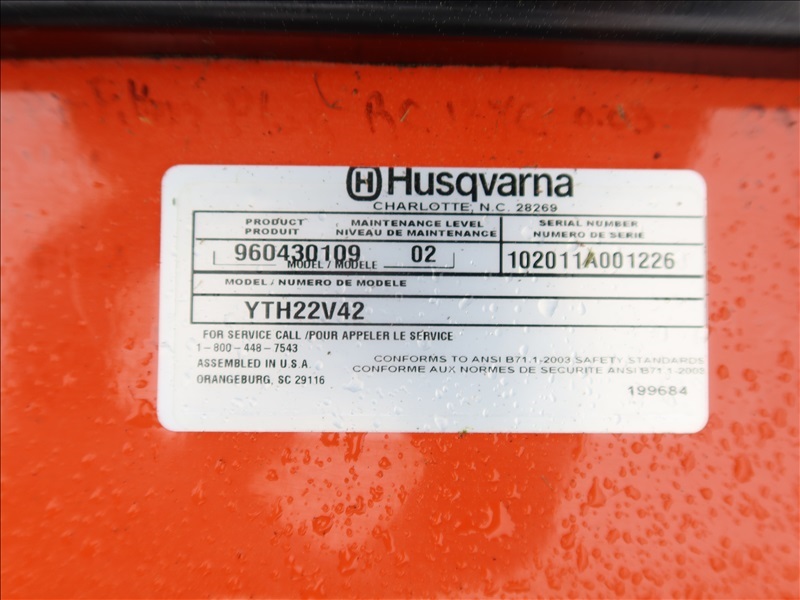 Husqvarna
CHARLOTTE, N.C. 28269
PRODUCT MAINTENANCE LEVEL SERIAL NUMBER
PRODUIT NIVEAU DE MAINTENANCE NUMERO DE SERIE
960430109 02 102011A001226
MODEL / MODELE
MODEL / NUMERO DE MODELE
YTH22V42
FOR SERVICE CALL /POUR APPELER LE SERVICE
1-800-448-7543
ASSEMBLED IN U.S.A.
ORANGEBURG, SC 29116
CONFORMS TO ANSI B71.1-2003 SAFETY STANDARDS
CONFORME AUX NORMES DE SECURITE ANSI B71.1-2003
199684